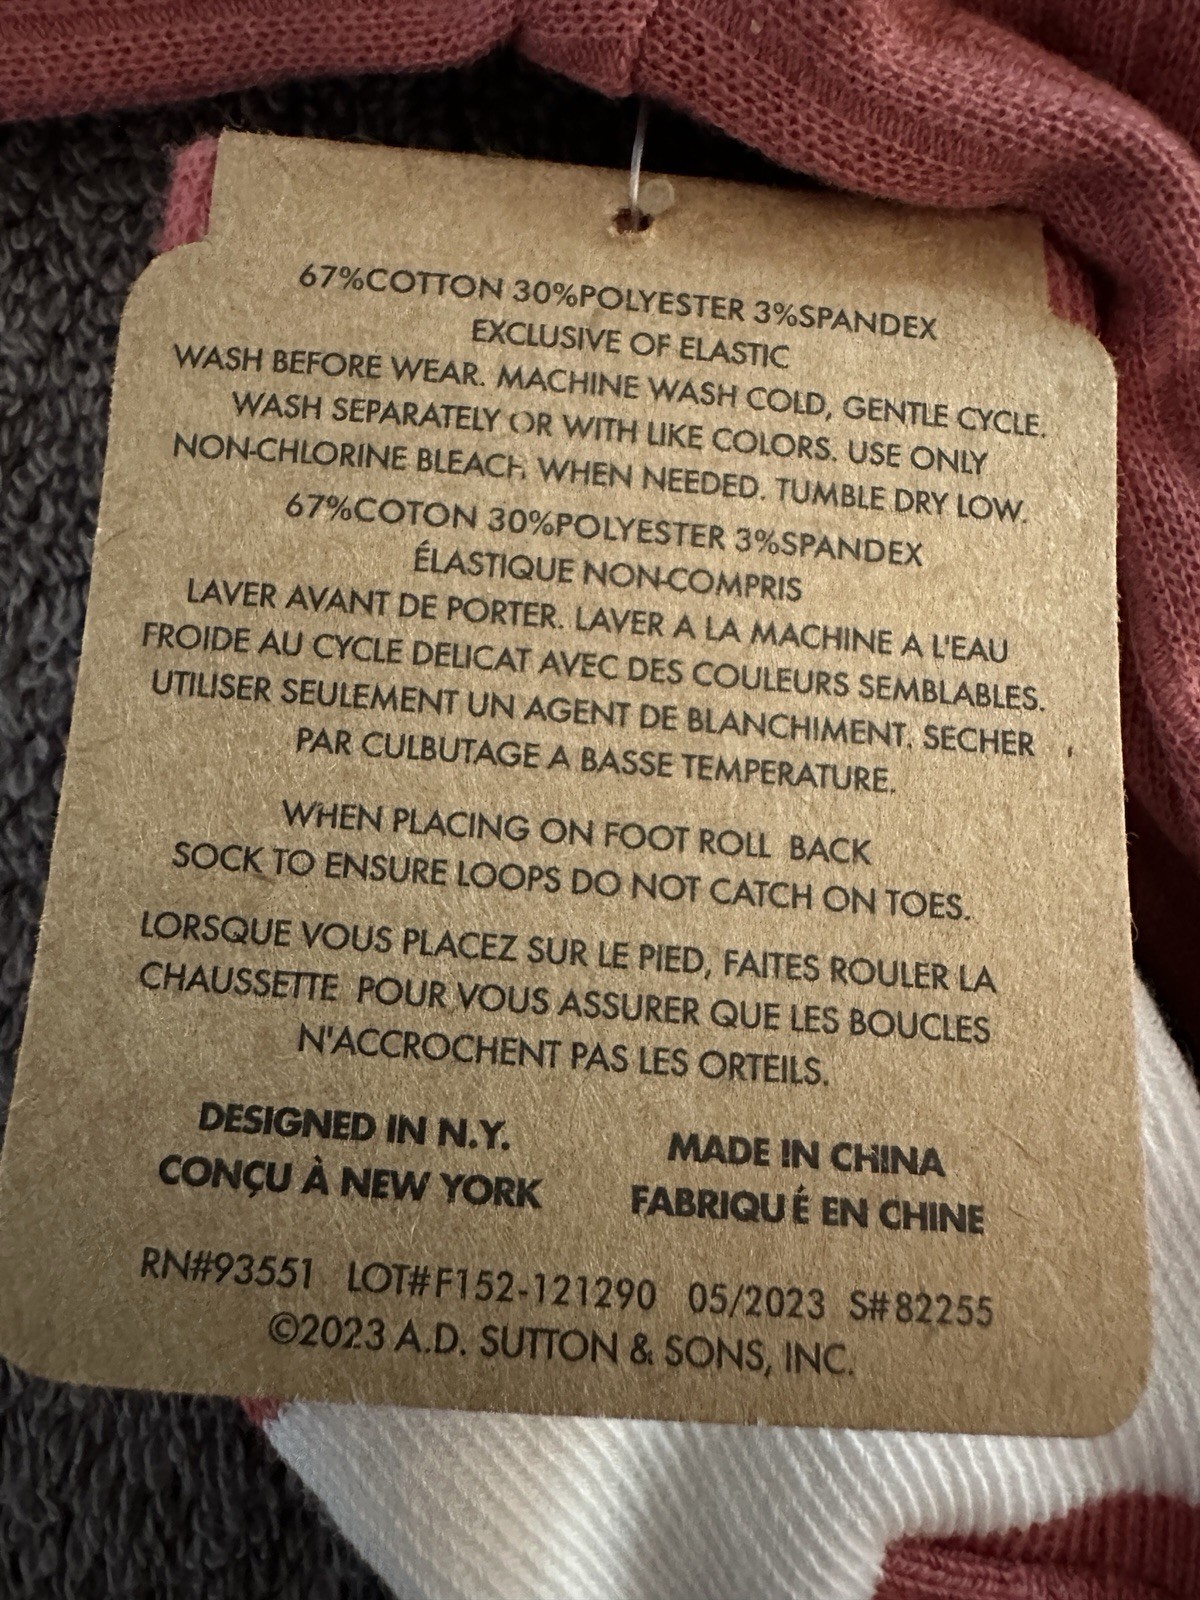 67%COTTON 30%POLYESTER 3%SPANDEX
EXCLUSIVE OF ELASTIC
WASH BEFORE WEAR. MACHINE WASH COLD, GENTLE CYCLE.
WASH SEPARATELY OR WITH LIKE COLORS. USE ONLY
NON-CHLORINE BLEACH WHEN NEEDED. TUMBLE DRY LOW.
67%COTON 30%POLYESTER 3%SPANDEX
ÉLASTIQUE NON-COMPRIS
LAVER AVANT DE PORTER. LAVER A LA MACHINE A L'EAU
FROIDE AU CYCLE DELICAT AVEC DES COULEURS SEMBLABLES.
UTILISER SEULEMENT UN AGENT DE BLANCHIMENT. SECHER
PAR CULBUTAGE A BASSE TEMPERATURE.
WHEN PLACING ON FOOT ROLL BACK
SOCK TO ENSURE LOOPS DO NOT CATCH ON TOES.
LORSQUE VOUS PLACEZ SUR LE PIED, FAITES ROULER LA
CHAUSSETTE POUR VOUS ASSURER QUE LES BOUCLES
N'ACCROCHENT PAS LES ORTEILS.
DESIGNED IN N.Y.
CONÇU À NEW YORK
MADE IN CHINA
FABRIQUÉ EN CHINE
RN#93551 LOT#F152-121290 05/2023 S#82255
©2023 A.D. SUTTON & SONS, INC.